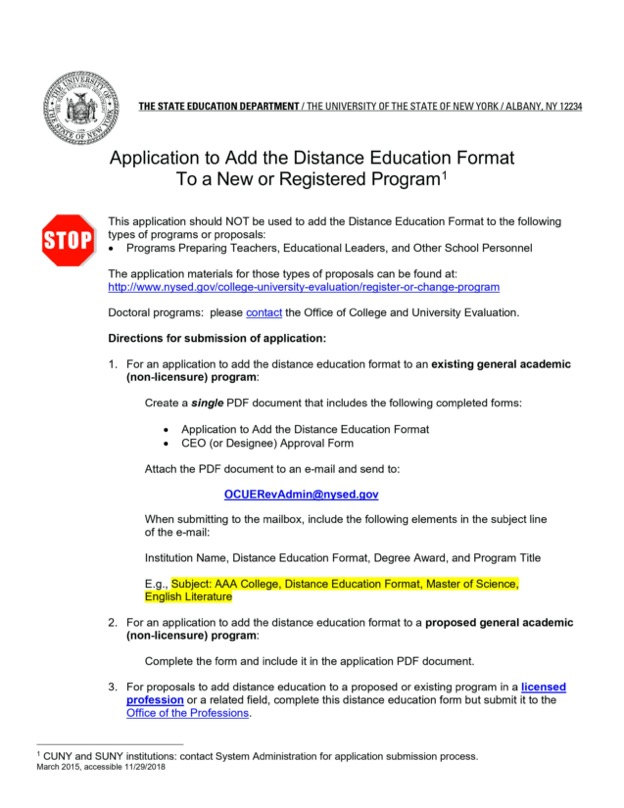 THE UNIVERSITY OF
THE STATE OF NEW YORK
THE STATE EDUCATION DEPARTMENT / THE UNIVERSITY OF THE STATE OF NEW YORK / ALBANY, NY 12234
Application to Add the Distance Education Format
To a New or Registered Program1
STOP
This application should NOT be used to add the Distance Education Format to the following
types of programs or proposals:
• Programs Preparing Teachers, Educational Leaders, and Other School Personnel
The application materials for those types of proposals can be found at:
http://www.nysed.gov/college-university-evaluation/register-or-change-program
Doctoral programs:  please contact the Office of College and University Evaluation.
Directions for submission of application:
1. For an application to add the distance education format to an existing general academic
(non-licensure) program:
Create a single PDF document that includes the following completed forms:
• Application to Add the Distance Education Format
• CEO (or Designee) Approval Form
Attach the PDF document to an e-mail and send to:
OCUERevAdmin@nysed.gov
When submitting to the mailbox, include the following elements in the subject line
of the e-mail:
Institution Name, Distance Education Format, Degree Award, and Program Title
E.g., Subject: AAA College, Distance Education Format, Master of Science,
English Literature
2. For an application to add the distance education format to a proposed general academic
(non-licensure) program:
Complete the form and include it in the application PDF document.
3. For proposals to add distance education to a proposed or existing program in a licensed
profession or a related field, complete this distance education form but submit it to the
Office of the Professions.
1 CUNY and SUNY institutions: contact System Administration for application submission process.
March 2015, accessible 11/29/2018